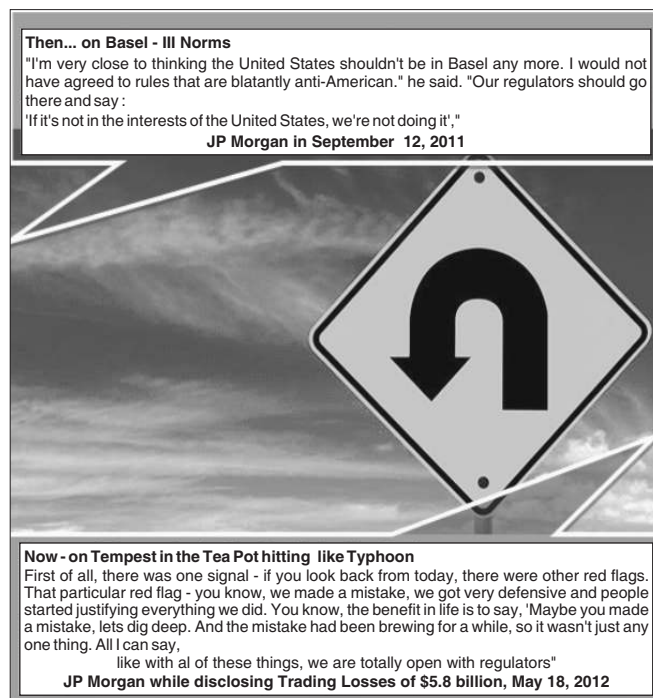 Then... on Basel - III Norms
"I'm very close to thinking the United States shouldn't be in Basel any more. I would not
have agreed to rules that are blatantly anti-American." he said. "Our regulators should go
there and say :
'If it's not in the interests of the United States, we're not doing it',"
JP Morgan in September 12, 2011
Now - on Tempest in the Tea Pot hitting like Typhoon
First of all, there was one signal - if you look back from today, there were other red flags.
That particular red flag - you know, we made a mistake, we got very defensive and people
started justifying everything we did. You know, the benefit in life is to say, 'Maybe you made
a mistake, lets dig deep. And the mistake had been brewing for a while, so it wasn't just any
one thing. All I can say,
like with al of these things, we are totally open with regulators"
JP Morgan while disclosing Trading Losses of $5.8 billion, May 18, 2012